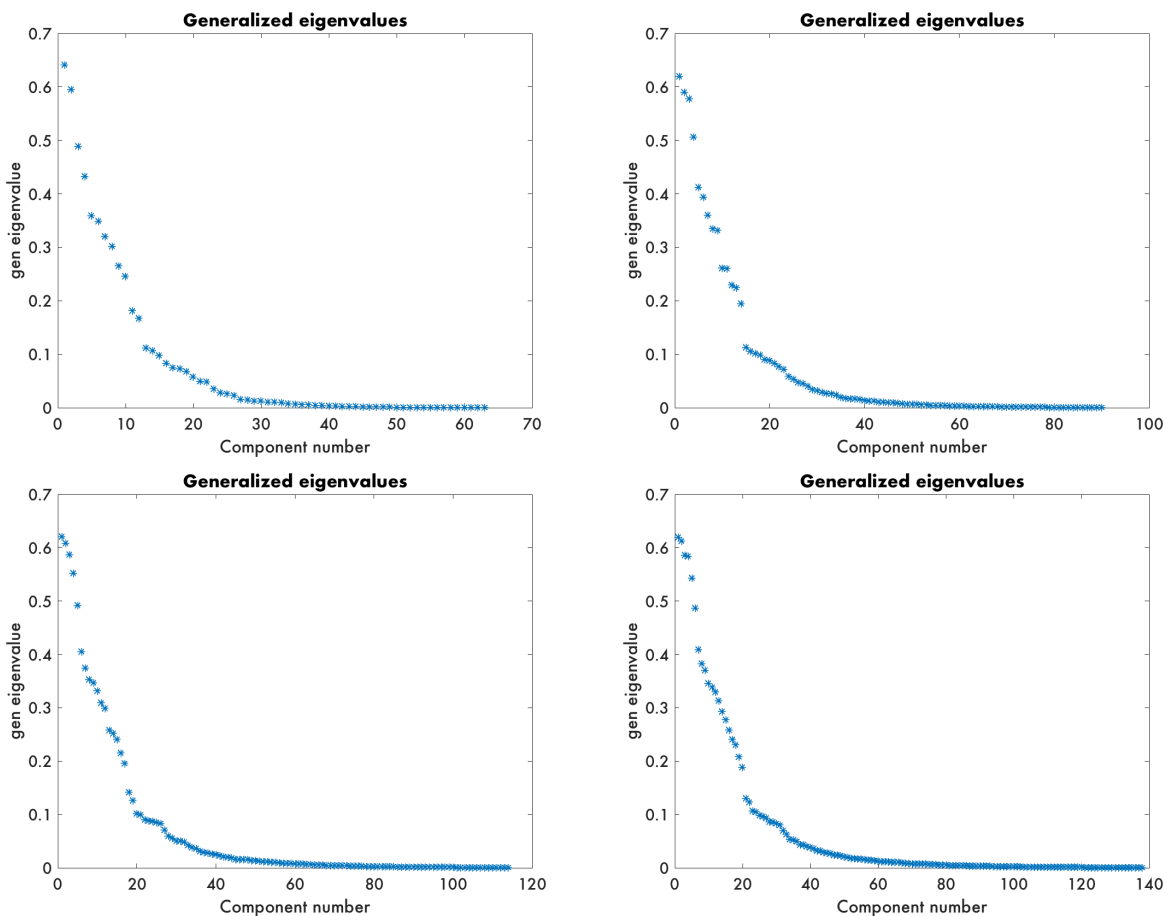 Generalized eigenvalues
gen eigenvalue
0.7
0.6
0.5
0.4
0.3
0.2
0.1
0
0 10 20 30 40 50 60 70
Component number
Generalized eigenvalues
gen eigenvalue
0.7
0.6
0.5
0.4
0.3
0.2
0.1
0
0 20 40 60 80 100
Component number
Generalized eigenvalues
gen eigenvalue
0.7
0.6
0.5
0.4
0.3
0.2
0.1
0
0 20 40 60 80 100 120
Component number
Generalized eigenvalues
gen eigenvalue
0.7
0.6
0.5
0.4
0.3
0.2
0.1
0
0 20 40 60 80 100 120 140
Component number